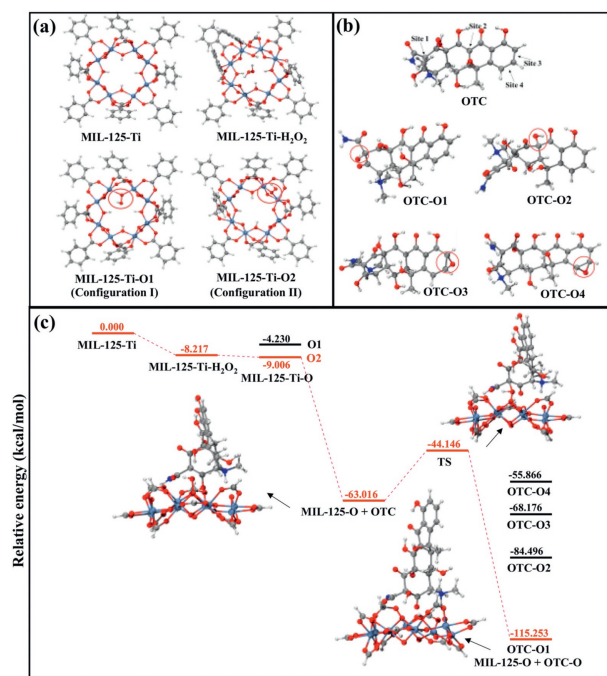 (a)
MIL-125-Ti
MIL-125-Ti-H₂O₂
MIL-125-Ti-O1
(Configuration I)
MIL-125-Ti-O2
(Configuration II)
(b)
Site 1
Site 2
Site 3
Site 4
OTC
OTC-O1
OTC-O2
OTC-O3
OTC-O4
(c)
Relative energy (kcal/mol)
0.000
MIL-125-Ti
-8.217
MIL-125-Ti-H₂O₂
-4.230
O1
O2
-9.006
MIL-125-Ti-O
-63.016
MIL-125-O + OTC
-44.146
TS
-55.866
OTC-O4
-68.176
OTC-O3
-84.496
OTC-O2
-115.253
OTC-O1
MIL-125-O + OTC-O